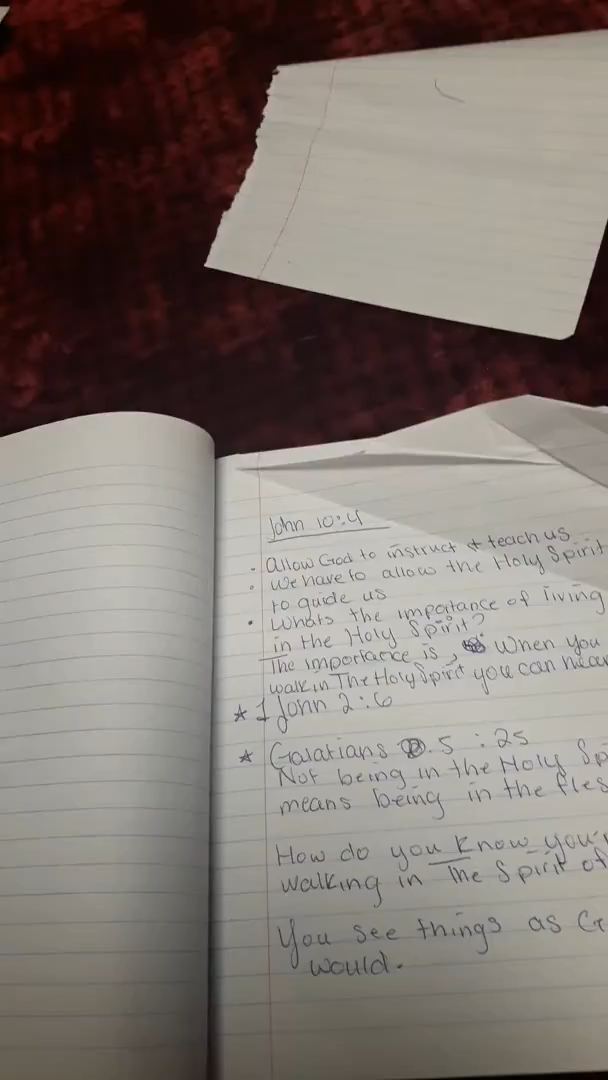 John 10:4
- Allow God to instruct & teach us
• We have to allow the Holy Spirit
to guide us
• Whats the importance of living
in the Holy Spirit?
The importance is, When you
walk in The Holy Spirit you can
* 1 John 2:6
* Galatians 5:25
Not being in the Holy Sp
means being in the fles
How do you know you'
walking in The Spirit of
You see things as G
would.